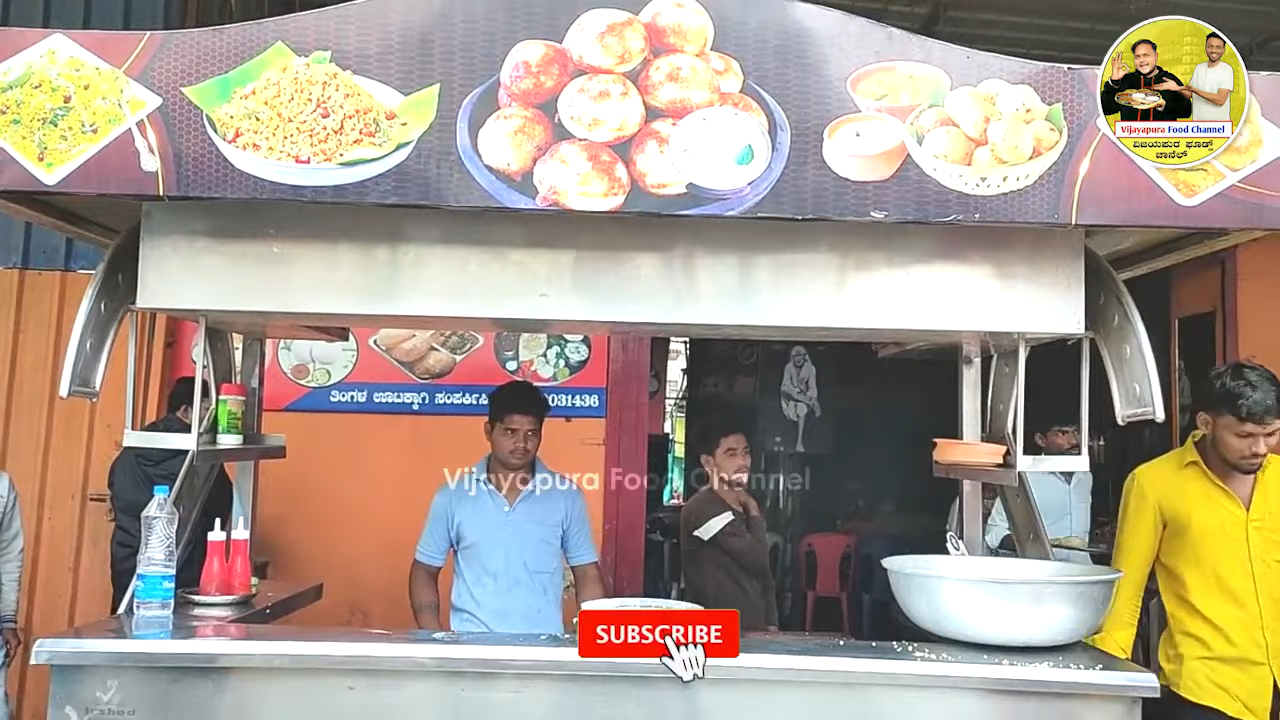 Vijayapura Food Channel
ವಿಜಯಪುರ ಫುಡ್ಸ್
ಚಾನೆಲ್
ತಿಂಗಳ ಊಟಕ್ಕಾಗಿ ಸಂಪರ್ಕಿಸಿ 031436
Vijayapura Food Channel
SUBSCRIBE